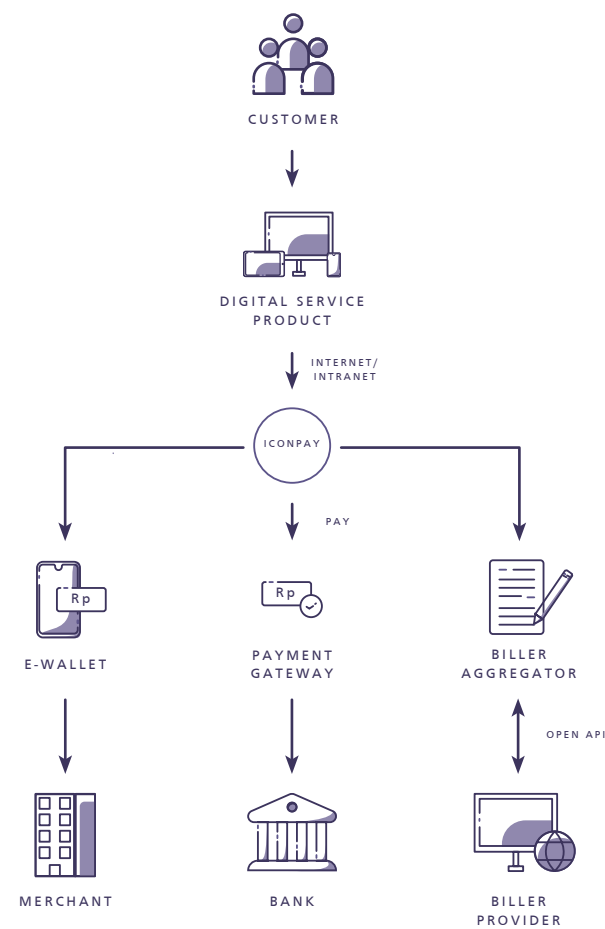 CUSTOMER
DIGITAL SERVICE
PRODUCT
INTERNET/
INTRANET
ICONPAY
PAY
Rp
Rp
E-WALLET
PAYMENT
GATEWAY
BILLER
AGGREGATOR
OPEN API
MERCHANT
BANK
BILLER
PROVIDER